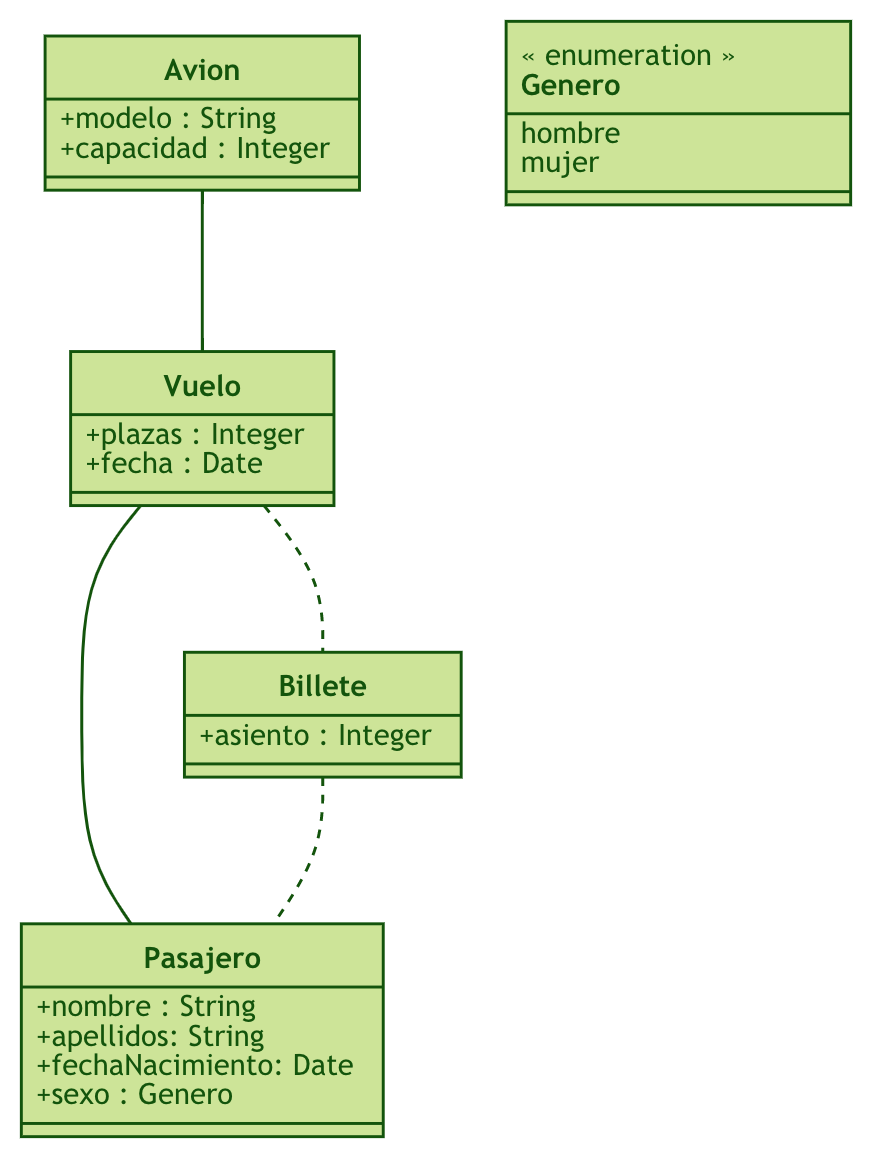 Avion
+modelo : String
+capacidad : Integer
« enumeration »
Genero
hombre
mujer
Vuelo
+plazas : Integer
+fecha : Date
Billete
+asiento : Integer
Pasajero
+nombre : String
+apellidos: String
+fechaNacimiento: Date
+sexo : Genero